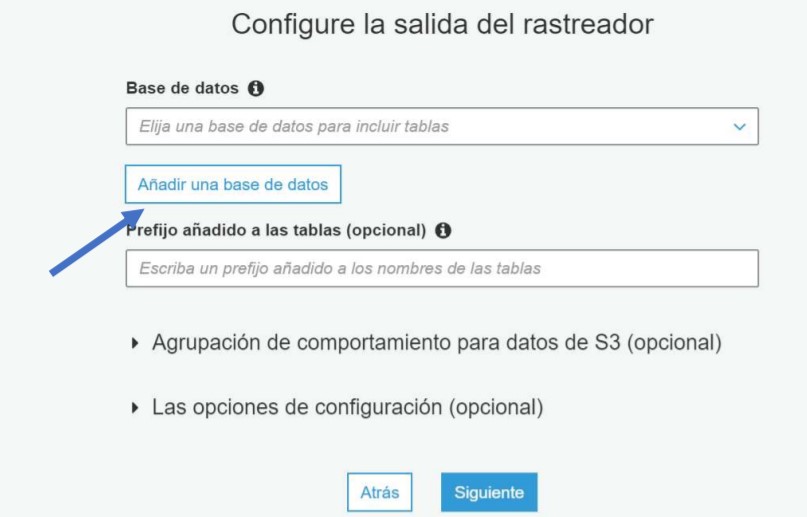 Configure la salida del rastreador
Base de datos
Elija una base de datos para incluir tablas
Añadir una base de datos
Prefijo añadido a las tablas (opcional)
Escriba un prefijo añadido a los nombres de las tablas
Agrupación de comportamiento para datos de S3 (opcional)
Las opciones de configuración (opcional)
Atrás Siguiente